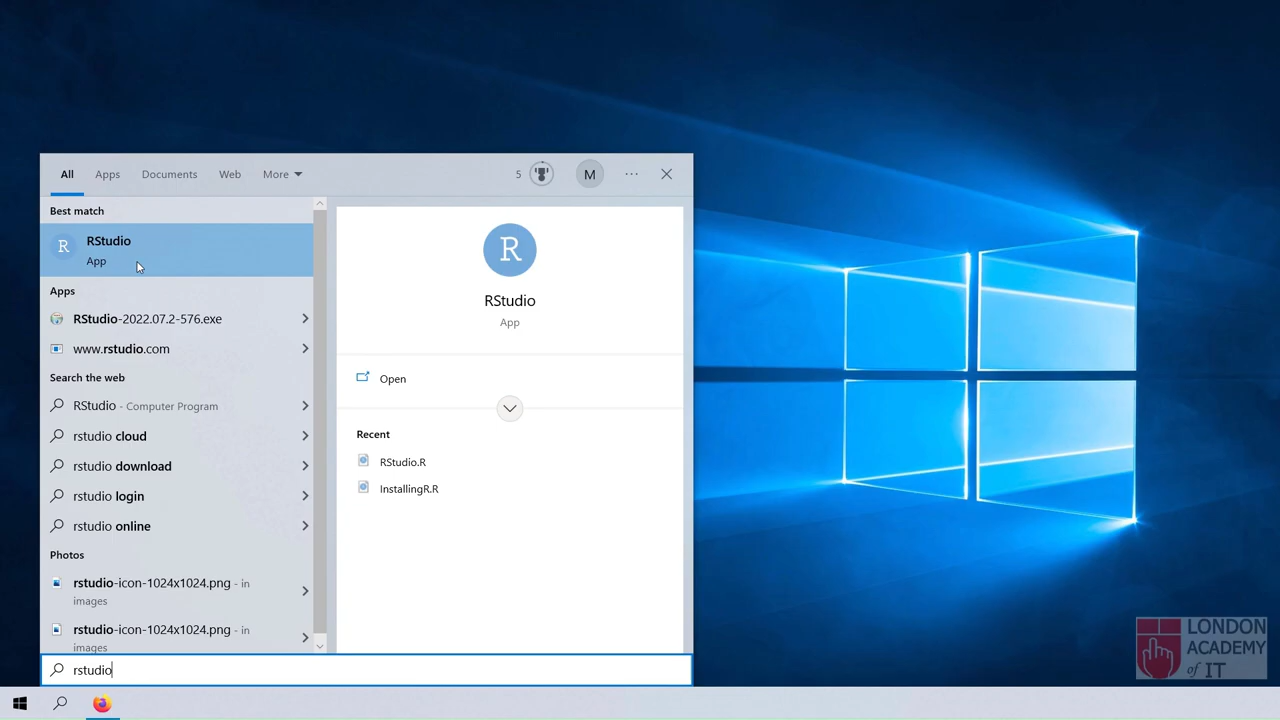 All Apps Documents Web More 5 M ...
Best match
RStudio
App
Apps
RStudio-2022.07.2-576.exe
www.rstudio.com
Search the web
RStudio - Computer Program
rstudio cloud
rstudio download
rstudio login
rstudio online
Photos
rstudio-icon-1024x1024.png - in
images
rstudio-icon-1024x1024.png - in
images
rstudio
R
RStudio
App
Open
Recent
RStudio.R
InstallingR.R
LONDON
ACADEMY
of IT